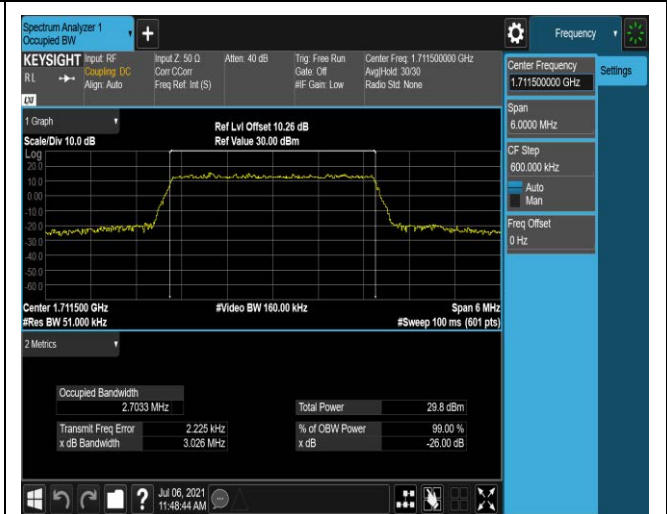 Spectrum Analyzer 1
Occupied BW
+
Frequency
KEYSIGHT
RL
LXI
Input: RF
Coupling: DC
Align: Auto
Input Z: 50 Ω
Corr CCorr
Freq Ref: Int (S)
Atten: 40 dB
Trig: Free Run
Gate: Off
#IF Gain: Low
Center Freq: 1.711500000 GHz
Avg|Hold: 30/30
Radio Std: None
Center Frequency
1.711500000 GHz
Settings
Span
6.0000 MHz
CF Step
600.000 kHz
Auto
Man
Freq Offset
0 Hz
1 Graph
Scale/Div 10.0 dB
Ref Lvl Offset 10.26 dB
Ref Value 30.00 dBm
Log
20.0
10.0
0.00
-10.0
-20.0
-30.0
-40.0
-50.0
-60.0
Center 1.711500 GHz
#Video BW 160.00 kHz
Span 6 MHz
#Res BW 51.000 kHz
#Sweep 100 ms (601 pts)
2 Metrics
Occupied Bandwidth
2.7033 MHz
Total Power 29.8 dBm
Transmit Freq Error 2.225 kHz
% of OBW Power 99.00 %
x dB Bandwidth 3.026 MHz
x dB -26.00 dB
?
Jul 06, 2021
11:48:44 AM